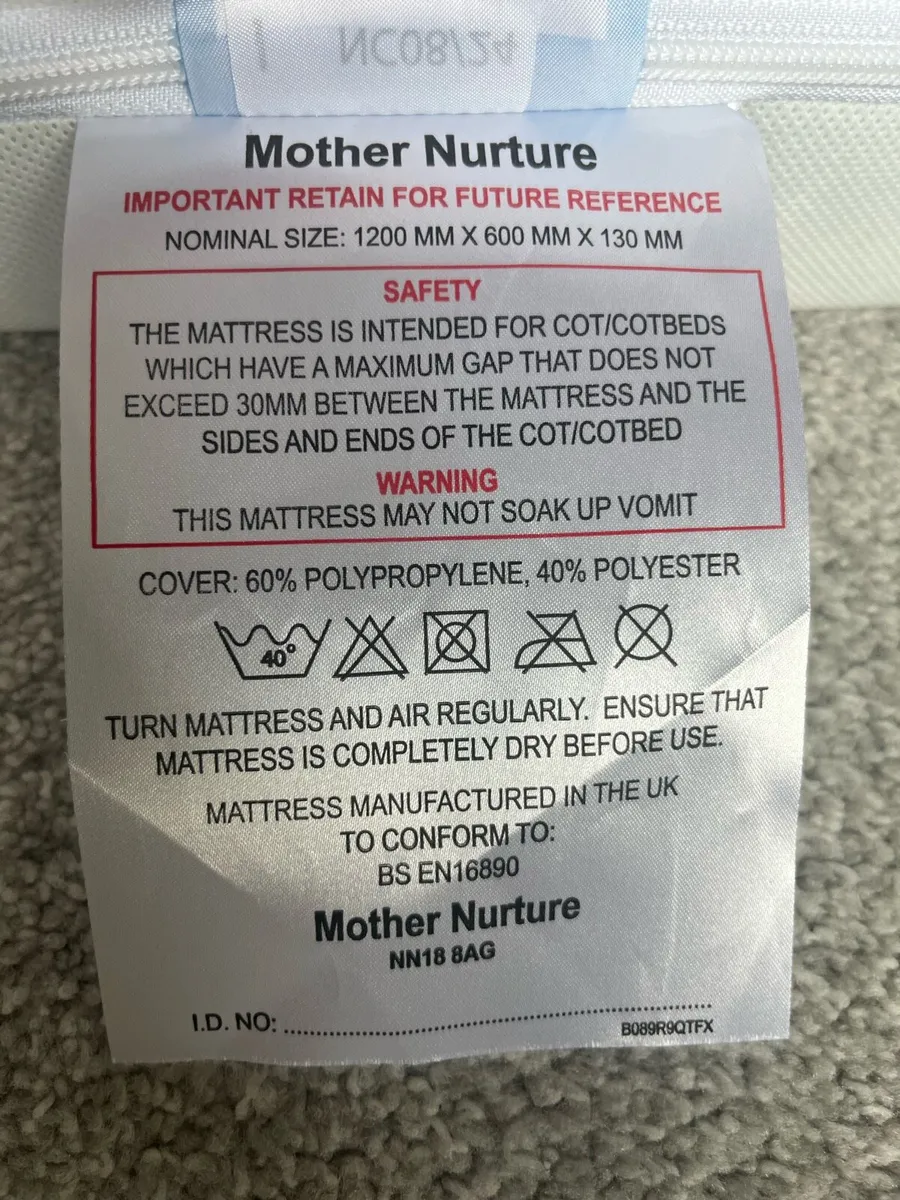 NC08/24
Mother Nurture
IMPORTANT RETAIN FOR FUTURE REFERENCE
NOMINAL SIZE: 1200 MM X 600 MM X 130 MM
SAFETY
THE MATTRESS IS INTENDED FOR COT/COTBEDS
WHICH HAVE A MAXIMUM GAP THAT DOES NOT
EXCEED 30MM BETWEEN THE MATTRESS AND THE
SIDES AND ENDS OF THE COT/COTBED
WARNING
THIS MATTRESS MAY NOT SOAK UP VOMIT
COVER: 60% POLYPROPYLENE, 40% POLYESTER
40°
TURN MATTRESS AND AIR REGULARLY. ENSURE THAT
MATTRESS IS COMPLETELY DRY BEFORE USE.
MATTRESS MANUFACTURED IN THE UK
TO CONFORM TO:
BS EN16890
Mother Nurture
NN18 8AG
I.D. NO: ........................................................
B089R9QTFX